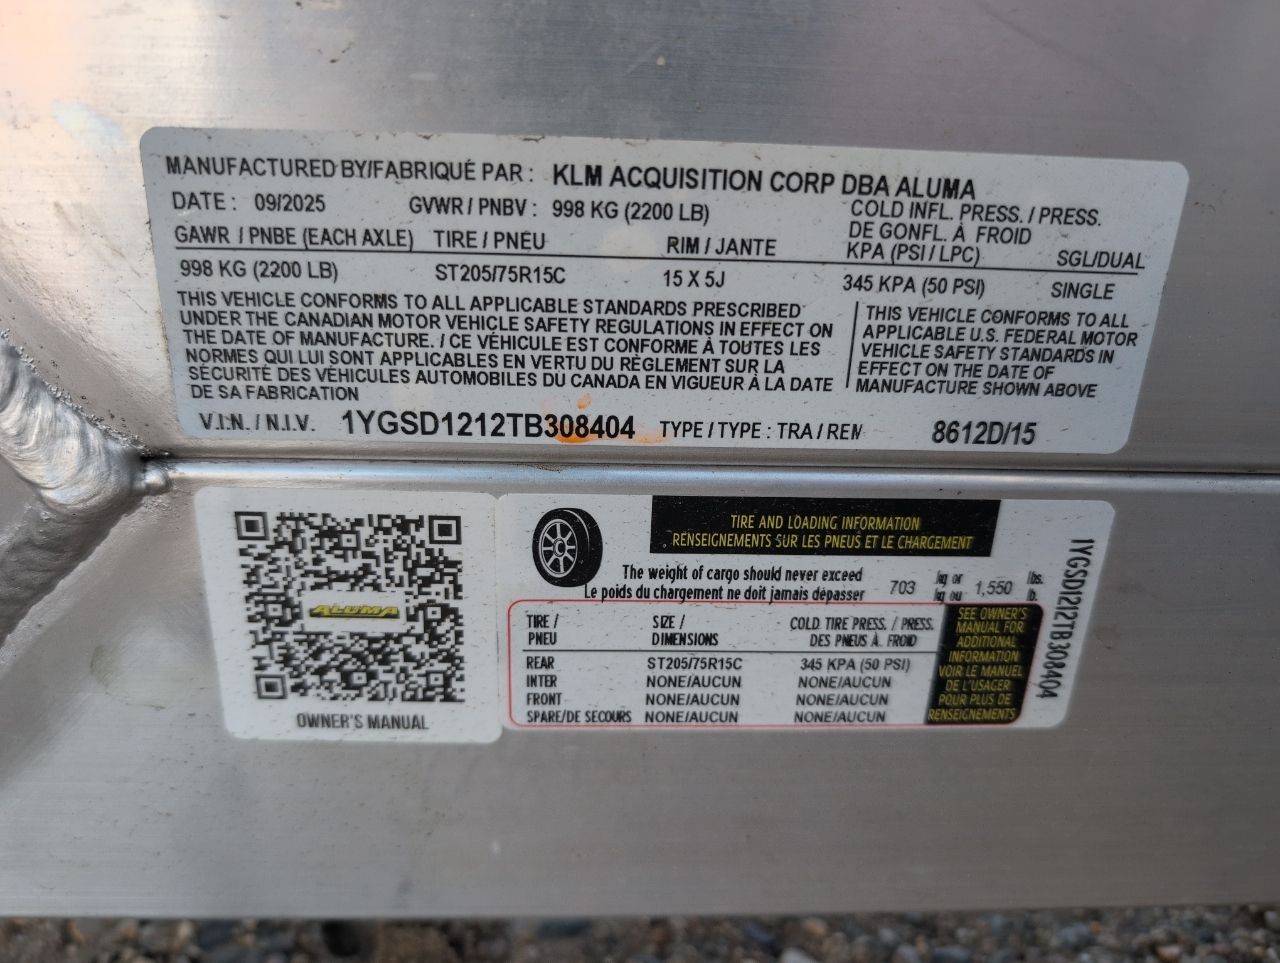 MANUFACTURED BY/FABRIQUÉ PAR : KLM ACQUISITION CORP DBA ALUMA
DATE : 09/2025 GVWR / PNBV : 998 KG (2200 LB) COLD INFL. PRESS. / PRESS.
DE GONFL. À FROID
GAWR / PNBE (EACH AXLE) TIRE / PNEU RIM / JANTE KPA (PSI / LPC) SGL/DUAL
998 KG (2200 LB) ST205/75R15C 15 X 5J 345 KPA (50 PSI) SINGLE
THIS VEHICLE CONFORMS TO ALL APPLICABLE STANDARDS PRESCRIBED
UNDER THE CANADIAN MOTOR VEHICLE SAFETY REGULATIONS IN EFFECT ON
THE DATE OF MANUFACTURE. / CE VÉHICULE EST CONFORME À TOUTES LES
NORMES QUI LUI SONT APPLICABLES EN VERTU DU RÈGLEMENT SUR LA
SÉCURITÉ DES VÉHICULES AUTOMOBILES DU CANADA EN VIGUEUR À LA DATE
DE SA FABRICATION
THIS VEHICLE CONFORMS TO ALL
APPLICABLE U.S. FEDERAL MOTOR
VEHICLE SAFETY STANDARDS IN
EFFECT ON THE DATE OF
MANUFACTURE SHOWN ABOVE
V.I.N. / N.I.V. 1YGSD1212TB308404 TYPE / TYPE : TRA / REM 8612D/15
ALUMA
OWNER'S MANUAL
TIRE AND LOADING INFORMATION
RENSEIGNEMENTS SUR LES PNEUS ET LE CHARGEMENT
The weight of cargo should never exceed 703 kg or 1,550 lbs.
Le poids du chargement ne doit jamais dépasser kg ou lb.
TIRE / SIZE / COLD TIRE PRESS. / PRESS.
PNEU DIMENSIONS DES PNEUS À FROID
REAR ST205/75R15C 345 KPA (50 PSI)
INTER NONE/AUCUN NONE/AUCUN
FRONT NONE/AUCUN NONE/AUCUN
SPARE/DE SECOURS NONE/AUCUN NONE/AUCUN
SEE OWNER'S
MANUAL FOR
ADDITIONAL
INFORMATION
VOIR LE MANUEL
DE L'USAGER
POUR PLUS DE
RENSEIGNEMENTS
1YGSD1212TB308404